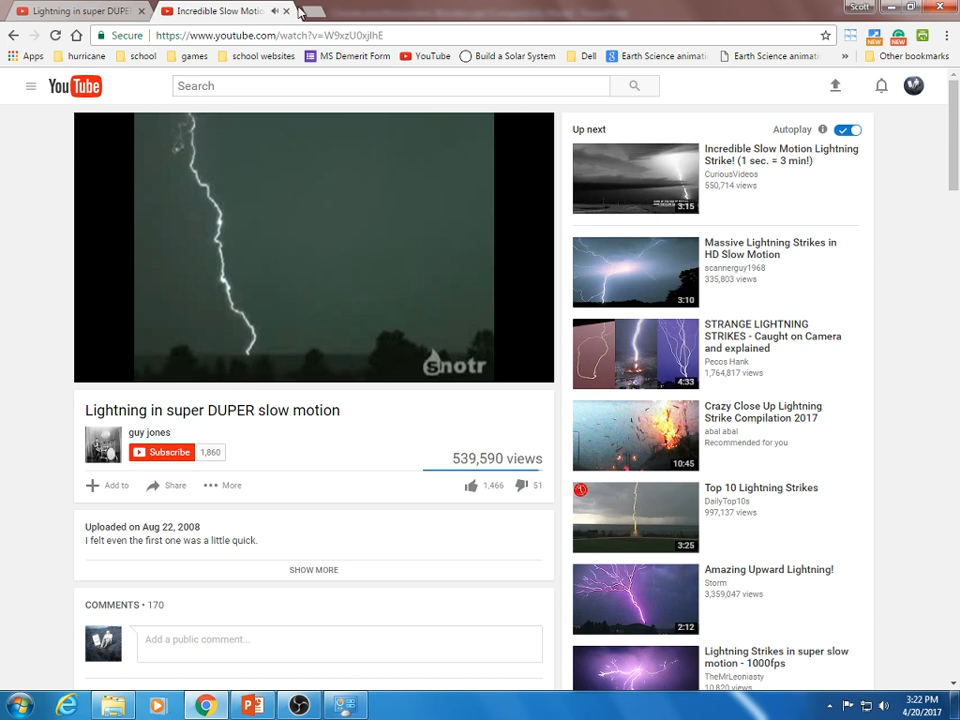 Lightning in super DUPE
Incredible Slow Motio
Scott
Secure
https://www.youtube.com/watch?v=W9xzU0xjlhE
NEW
NEW
hurricane
school
games
school websites
MS Demerit Form
YouTube
Build a Solar System
Dell
Earth Science animati
Earth Science animati
Other bookmarks
YouTube
Search
snotr
Lightning in super DUPER slow motion
guy jones
Subscribe
1,860
539,590 views
Add to
Share
More
1,466
51
Uploaded on Aug 22, 2008
I felt even the first one was a little quick.
SHOW MORE
COMMENTS • 170
Add a public comment...
Up next
Autoplay
Incredible Slow Motion Lightning
Strike! (1 sec. = 3 min!)
CuriousVideos
550,714 views
3:15
Massive Lightning Strikes in
HD Slow Motion
scannerguy1968
335,803 views
3:10
STRANGE LIGHTNING
STRIKES - Caught on Camera
and explained
Pecos Hank
1,764,817 views
4:33
Crazy Close Up Lightning
Strike Compilation 2017
abal abal
Recommended for you
10:45
Top 10 Lightning Strikes
DailyTop10s
997,137 views
3:25
Amazing Upward Lightning!
Storm
3,359,047 views
2:12
Lightning Strikes in super slow
motion - 1000fps
TheMrLeoniasty
10,820 views
3:22 PM
4/20/2017